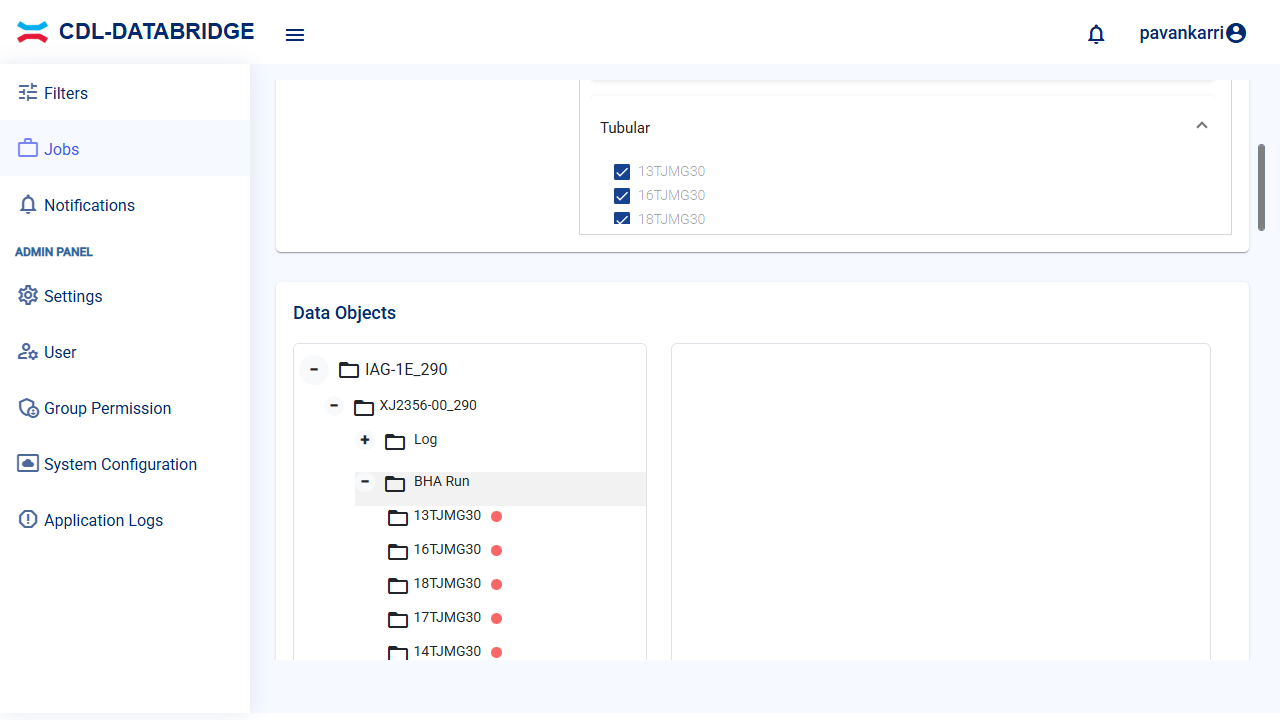 CDL-DATABRIDGE
pavankarri
Filters
Jobs
Notifications
ADMIN PANEL
Settings
User
Group Permission
System Configuration
Application Logs
Tubular
13TJMG30
16TJMG30
18TJMG30
Data Objects
- IAG-1E_290
- XJ2356-00_290
+ Log
- BHA Run
13TJMG30
16TJMG30
18TJMG30
17TJMG30
14TJMG30